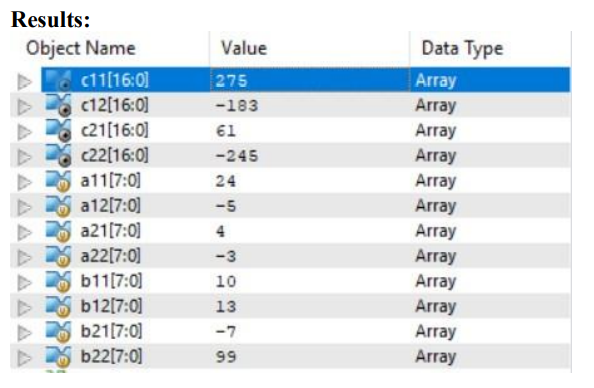 Results:
Object Name Value Data Type
c11[16:0] 275 Array
c12[16:0] -183 Array
c21[16:0] 61 Array
c22[16:0] -245 Array
a11[7:0] 24 Array
a12[7:0] -5 Array
a21[7:0] 4 Array
a22[7:0] -3 Array
b11[7:0] 10 Array
b12[7:0] 13 Array
b21[7:0] -7 Array
b22[7:0] 99 Array